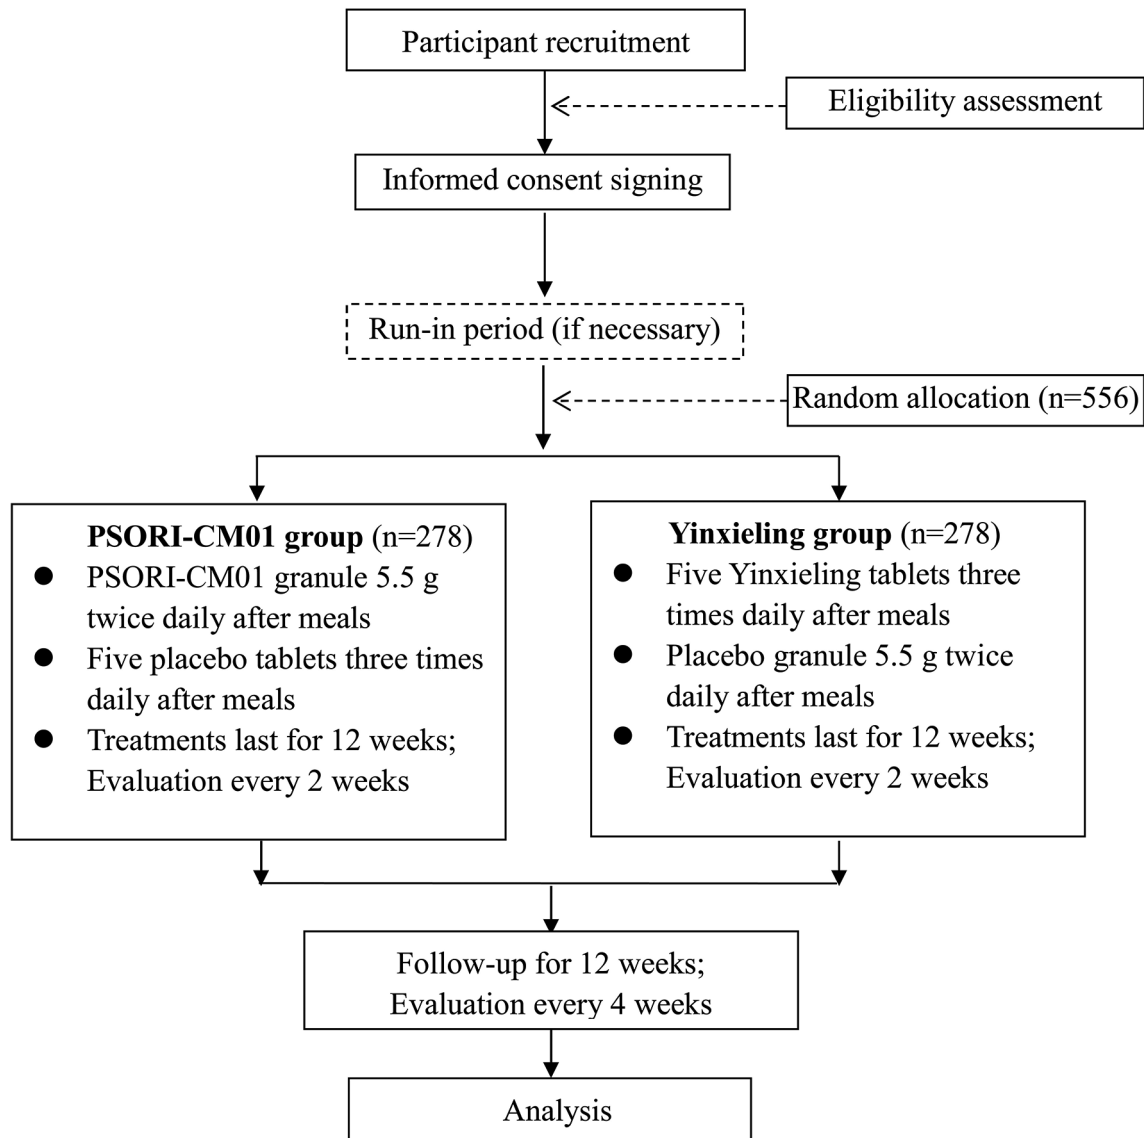 Participant recruitment
Eligibility assessment
Informed consent signing
Run-in period (if necessary)
Random allocation (n=556)
PSORI-CM01 group (n=278)
● PSORI-CM01 granule 5.5 g
twice daily after meals
● Five placebo tablets three times
daily after meals
● Treatments last for 12 weeks;
Evaluation every 2 weeks
Yinxieling group (n=278)
● Five Yinxieling tablets three
times daily after meals
● Placebo granule 5.5 g twice
daily after meals
● Treatments last for 12 weeks;
Evaluation every 2 weeks
Follow-up for 12 weeks;
Evaluation every 4 weeks
Analysis